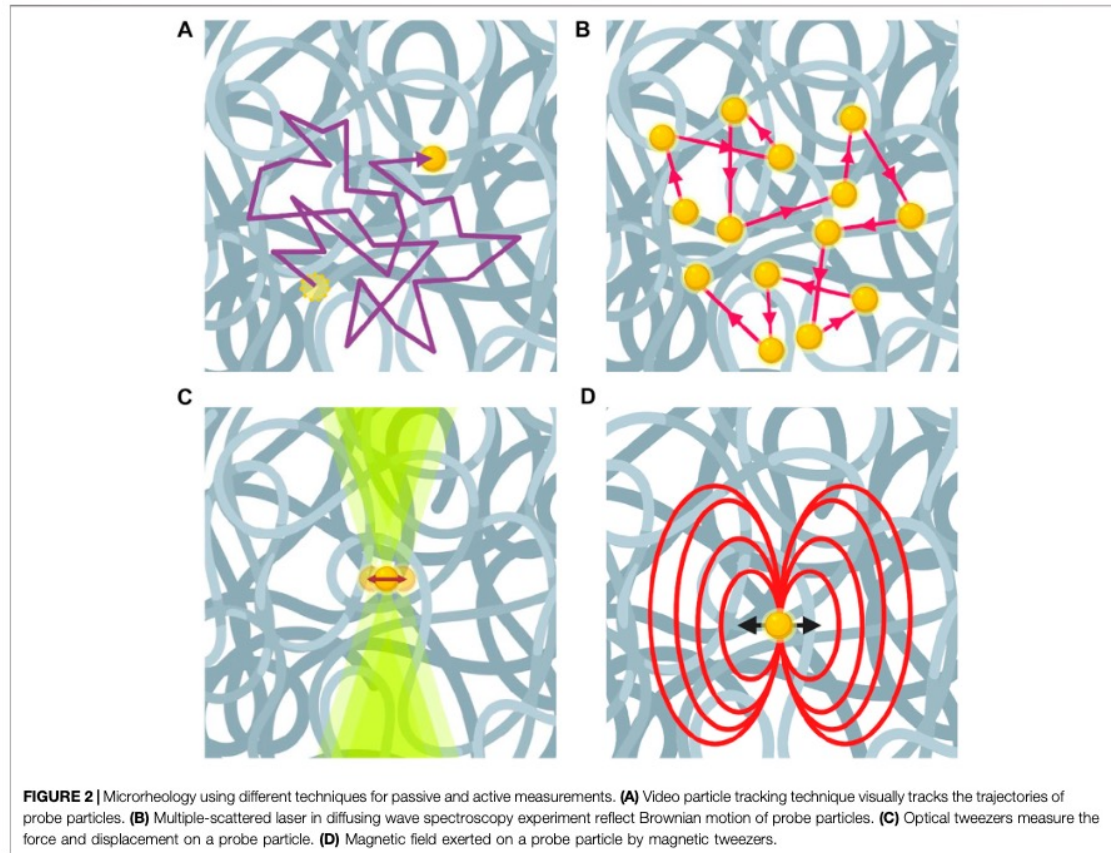 A
B
C
D
FIGURE 2 | Microrheology using different techniques for passive and active measurements. (A) Video particle tracking technique visually tracks the trajectories of
probe particles. (B) Multiple-scattered laser in diffusing wave spectroscopy experiment reflect Brownian motion of probe particles. (C) Optical tweezers measure the
force and displacement on a probe particle. (D) Magnetic field exerted on a probe particle by magnetic tweezers.